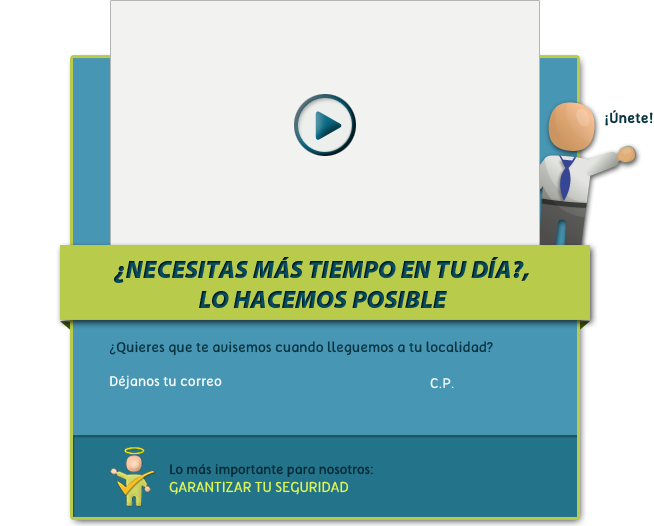 ¡Únete!
¿NECESITAS MÁS TIEMPO EN TU DÍA?,
LO HACEMOS POSIBLE
¿Quieres que te avisemos cuando lleguemos a tu localidad?
Déjanos tu correo
C.P.
Lo más importante para nosotros:
GARANTIZAR TU SEGURIDAD